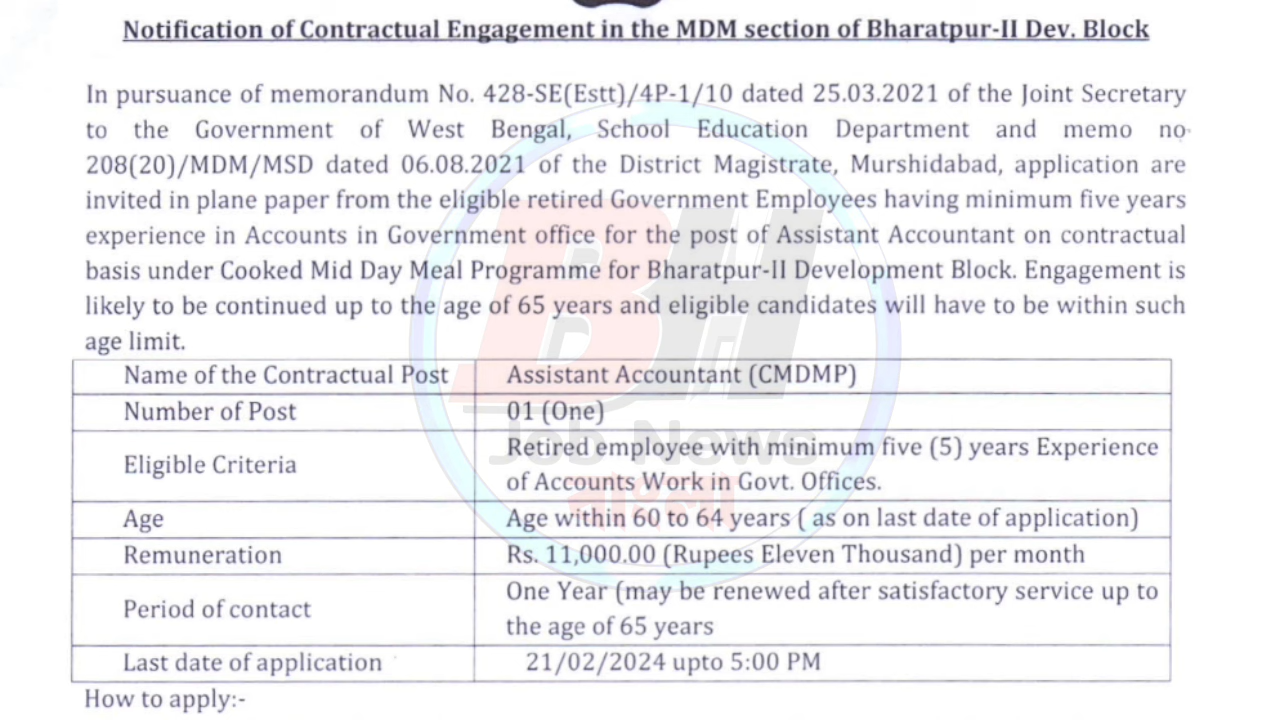 Notification of Contractual Engagement in the MDM section of Bharatpur-II Dev. Block
In pursuance of memorandum No. 428-SE(Estt)/4P-1/10 dated 25.03.2021 of the Joint Secretary
to the Government of West Bengal, School Education Department and memo no
208(20)/MDM/MSD dated 06.08.2021 of the District Magistrate, Murshidabad, application are
invited in plane paper from the eligible retired Government Employees having minimum five years
experience in Accounts in Government office for the post of Assistant Accountant on contractual
basis under Cooked Mid Day Meal Programme for Bharatpur-II Development Block. Engagement is
likely to be continued up to the age of 65 years and eligible candidates will have to be within such
age limit.
Name of the Contractual Post Assistant Accountant (CMDMP)
Number of Post 01 (One)
Eligible Criteria Retired employee with minimum five (5) years Experience
of Accounts Work in Govt. Offices.
Age Age within 60 to 64 years ( as on last date of application)
Remuneration Rs. 11,000.00 (Rupees Eleven Thousand) per month
Period of contact One Year (may be renewed after satisfactory service up to
the age of 65 years
Last date of application 21/02/2024 upto 5:00 PM
How to apply:-
BH
Job News
বাংলা